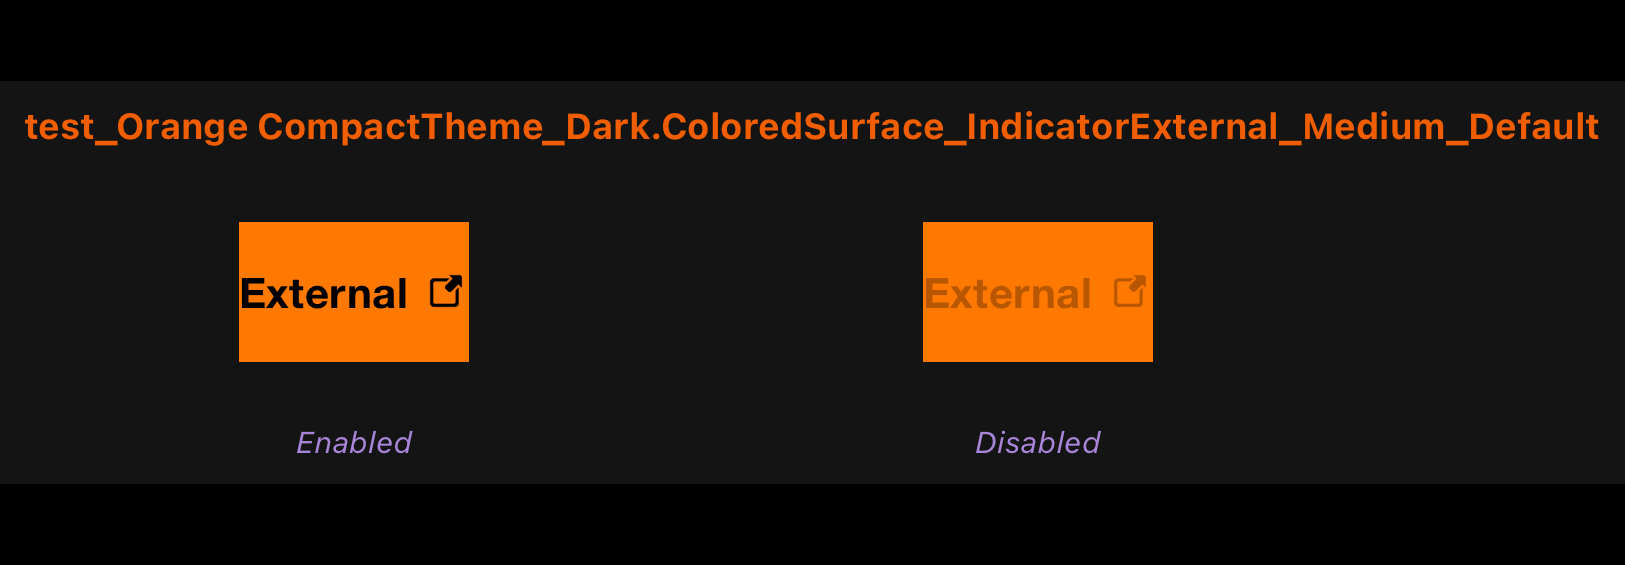 test_Orange CompactTheme_Dark.ColoredSurface_IndicatorExternal_Medium_Default
External
External
Enabled
Disabled